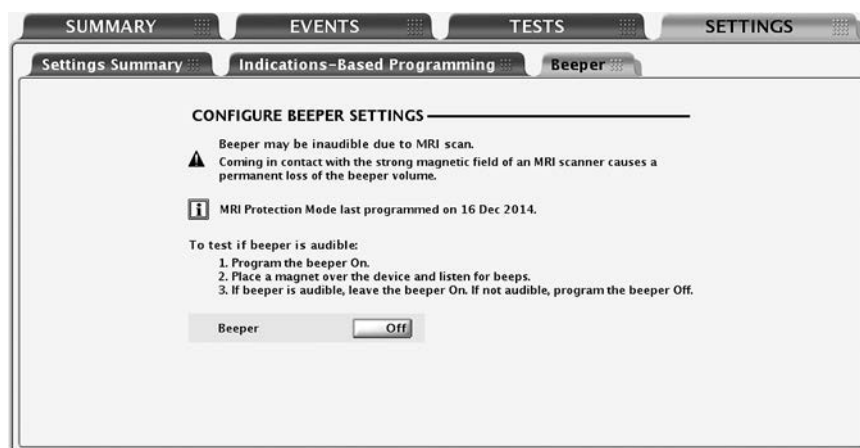 SUMMARY EVENTS TESTS SETTINGS
Settings Summary Indications-Based Programming Beeper
CONFIGURE BEEPER SETTINGS
Beeper may be inaudible due to MRI scan.
Coming in contact with the strong magnetic field of an MRI scanner causes a
permanent loss of the beeper volume.
i MRI Protection Mode last programmed on 16 Dec 2014.
To test if beeper is audible:
1. Program the beeper On.
2. Place a magnet over the device and listen for beeps.
3. If beeper is audible, leave the beeper On. If not audible, program the beeper Off.
Beeper Off